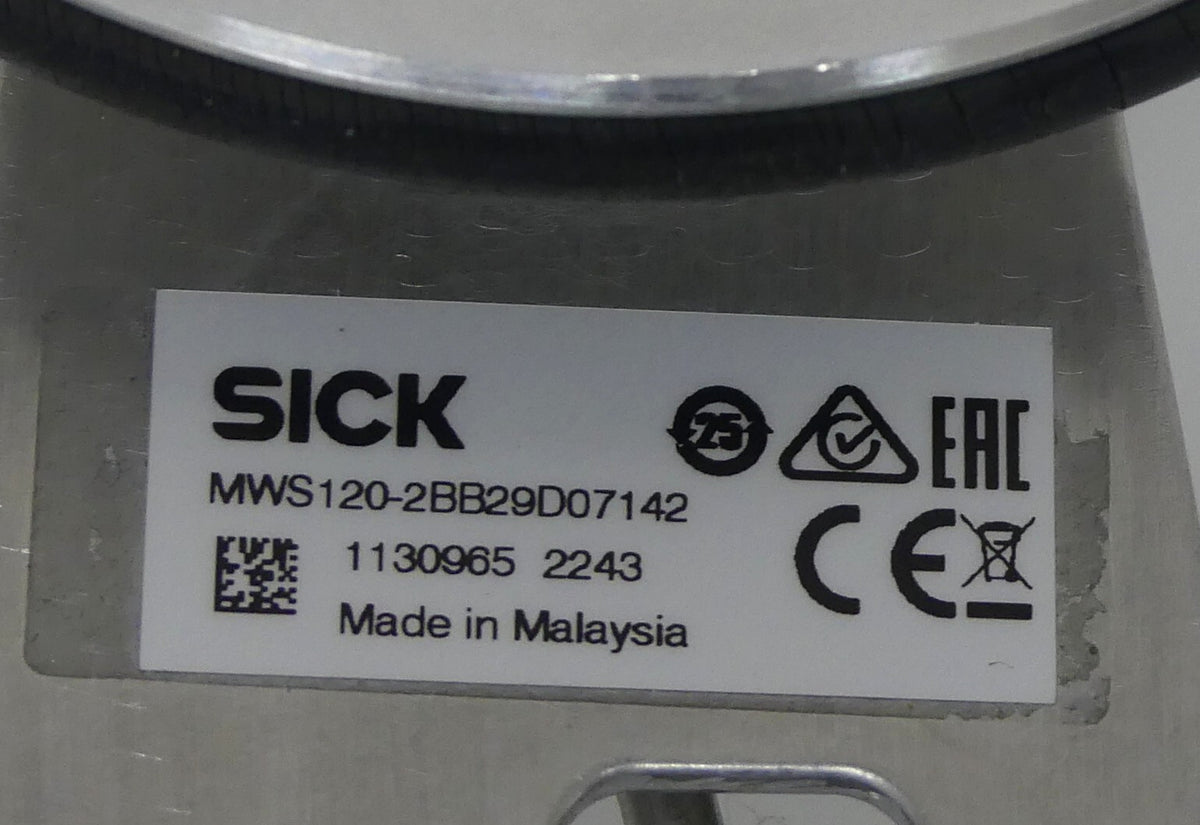 SICK
MWS120-2BB29D07142
1130965 2243
Made in Malaysia
25
EAC
CE